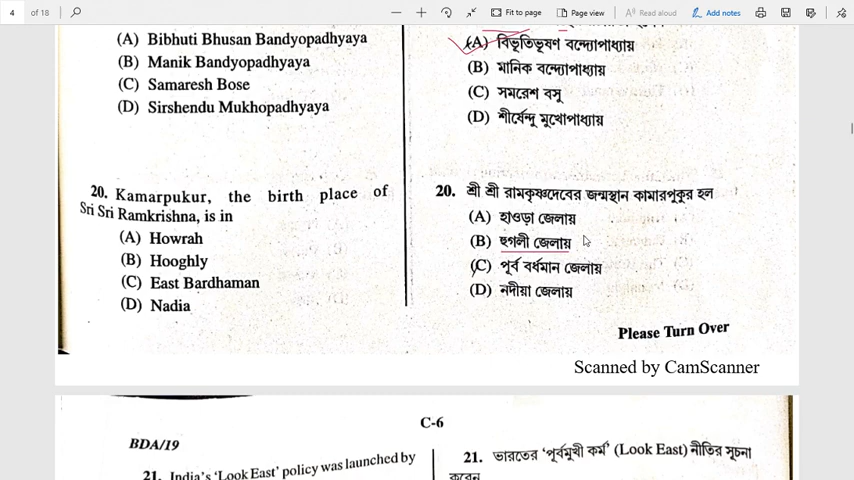 4 of 18
Fit to page
Page view
Read aloud
Add notes
(A) Bibhuti Bhusan Bandyopadhyaya
(B) Manik Bandyopadhyaya
(C) Samaresh Bose
(D) Sirshendu Mukhopadhyaya
(A) বিভূতিভূষণ বন্দ্যোপাধ্যায়
(B) মানিক বন্দ্যোপাধ্যায়
(C) সমরেশ বসু
(D) শীর্ষেন্দু মুখোপাধ্যায়
20. Kamarpukur, the birth place of
Sri Sri Ramkrishna, is in
(A) Howrah
(B) Hooghly
(C) East Bardhaman
(D) Nadia
20. শ্রী শ্রী রামকৃষ্ণদেবের জন্মস্থান কামারপুকুর হল
(A) হাওড়া জেলায়
(B) হুগলী জেলায়
(C) পূর্ব বর্ধমান জেলায়
(D) নদীয়া জেলায়
Please Turn Over
Scanned by CamScanner
C-6
BDA/19
21. India's 'Look East' policy was launched by
21. ভারতের 'পূর্বমুখী কর্ম' (Look East) নীতির সূচনা
করেন